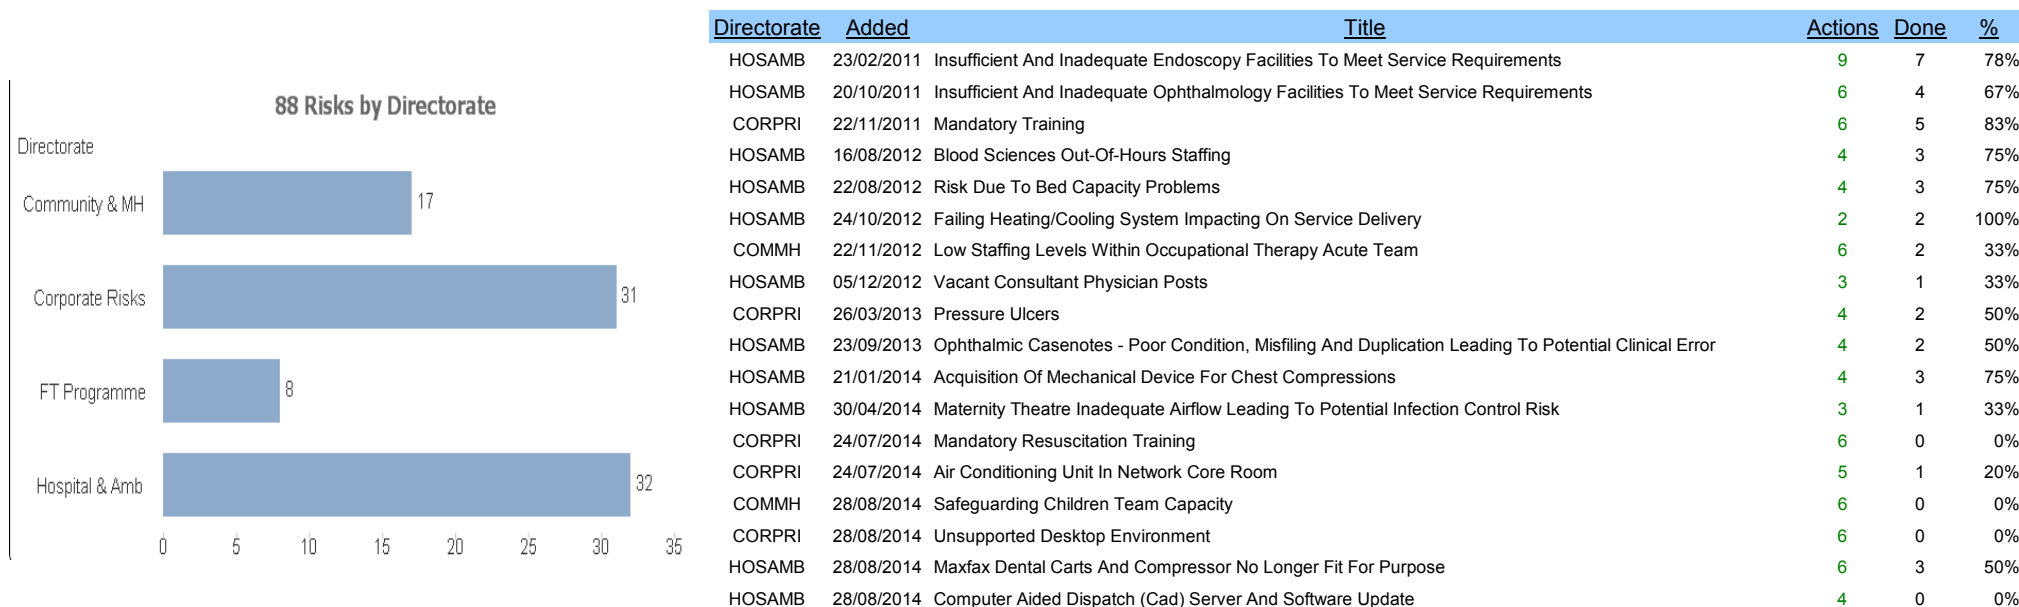 88 Risks by Directorate
Directorate
Community & MH 17
Corporate Risks 31
FT Programme 8
Hospital & Amb 32
0 5 10 15 20 25 30 35
Directorate Added Title Actions Done %
HOSAMB 23/02/2011 Insufficient And Inadequate Endoscopy Facilities To Meet Service Requirements 9 7 78%
HOSAMB 20/10/2011 Insufficient And Inadequate Ophthalmology Facilities To Meet Service Requirements 6 4 67%
CORPRI 22/11/2011 Mandatory Training 6 5 83%
HOSAMB 16/08/2012 Blood Sciences Out-Of-Hours Staffing 4 3 75%
HOSAMB 22/08/2012 Risk Due To Bed Capacity Problems 4 3 75%
HOSAMB 24/10/2012 Failing Heating/Cooling System Impacting On Service Delivery 2 2 100%
COMMH 22/11/2012 Low Staffing Levels Within Occupational Therapy Acute Team 6 2 33%
HOSAMB 05/12/2012 Vacant Consultant Physician Posts 3 1 33%
CORPRI 26/03/2013 Pressure Ulcers 4 2 50%
HOSAMB 23/09/2013 Ophthalmic Casenotes - Poor Condition, Misfiling And Duplication Leading To Potential Clinical Error 4 2 50%
HOSAMB 21/01/2014 Acquisition Of Mechanical Device For Chest Compressions 4 3 75%
HOSAMB 30/04/2014 Maternity Theatre Inadequate Airflow Leading To Potential Infection Control Risk 3 1 33%
CORPRI 24/07/2014 Mandatory Resuscitation Training 6 0 0%
CORPRI 24/07/2014 Air Conditioning Unit In Network Core Room 5 1 20%
COMMH 28/08/2014 Safeguarding Children Team Capacity 6 0 0%
CORPRI 28/08/2014 Unsupported Desktop Environment 6 0 0%
HOSAMB 28/08/2014 Maxfax Dental Carts And Compressor No Longer Fit For Purpose 6 3 50%
HOSAMB 28/08/2014 Computer Aided Dispatch (Cad) Server And Software Update 4 0 0%